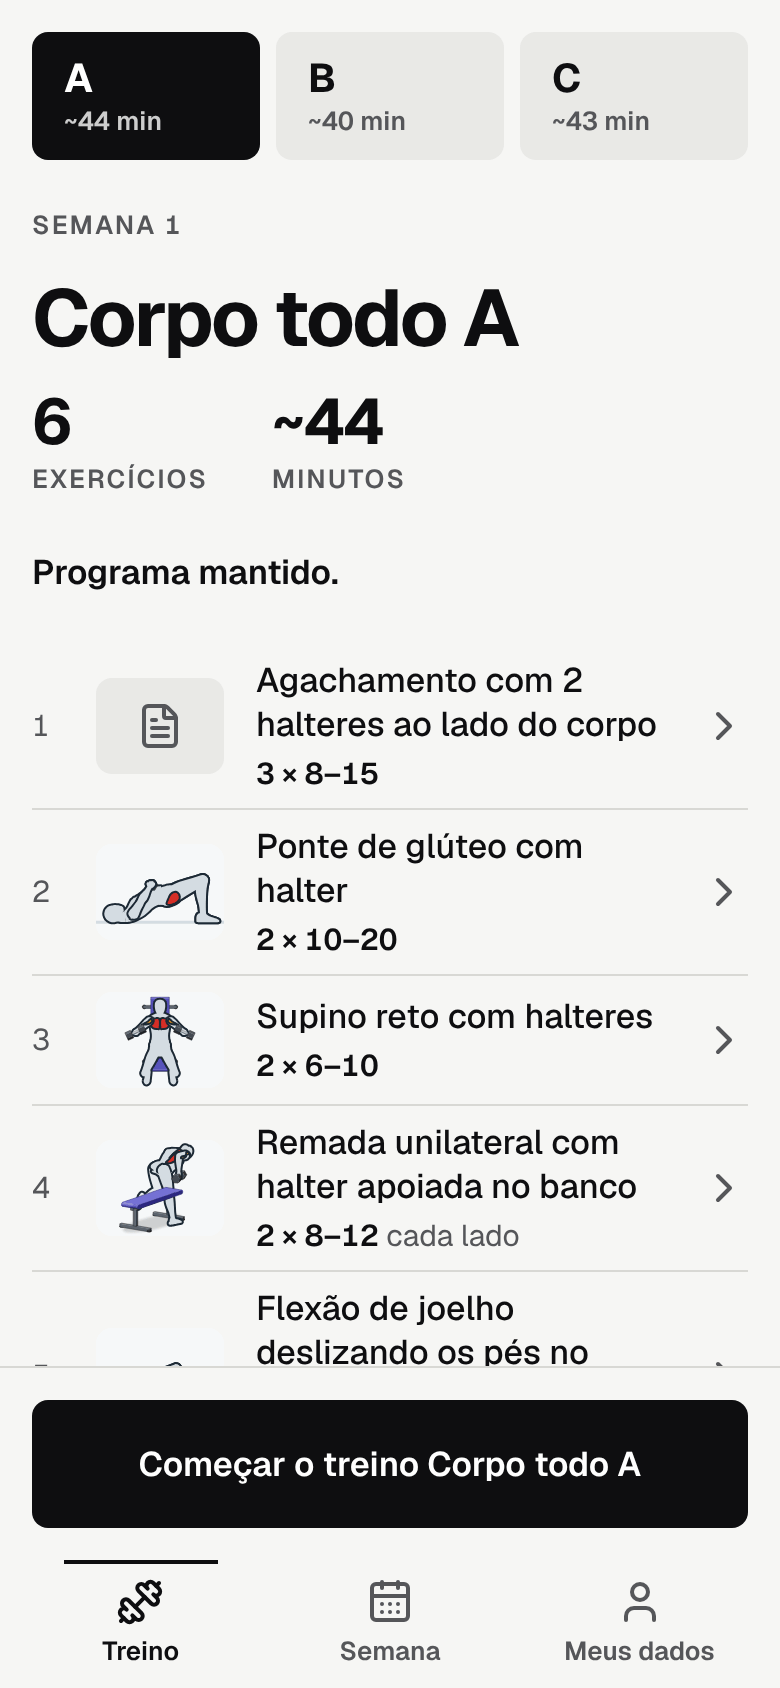 A
~44 min
B
~40 min
C
~43 min
SEMANA 1
Corpo todo A
6
EXERCÍCIOS
~44
MINUTOS
Programa mantido.
1
Agachamento com 2
halteres ao lado do corpo
3 × 8–15
2
Ponte de glúteo com
halter
2 × 10–20
3
Supino reto com halteres
2 × 6–10
4
Remada unilateral com
halter apoiada no banco
2 × 8–12 cada lado
Flexão de joelho
deslizando os pés no
Começar o treino Corpo todo A
Treino
Semana
Meus dados